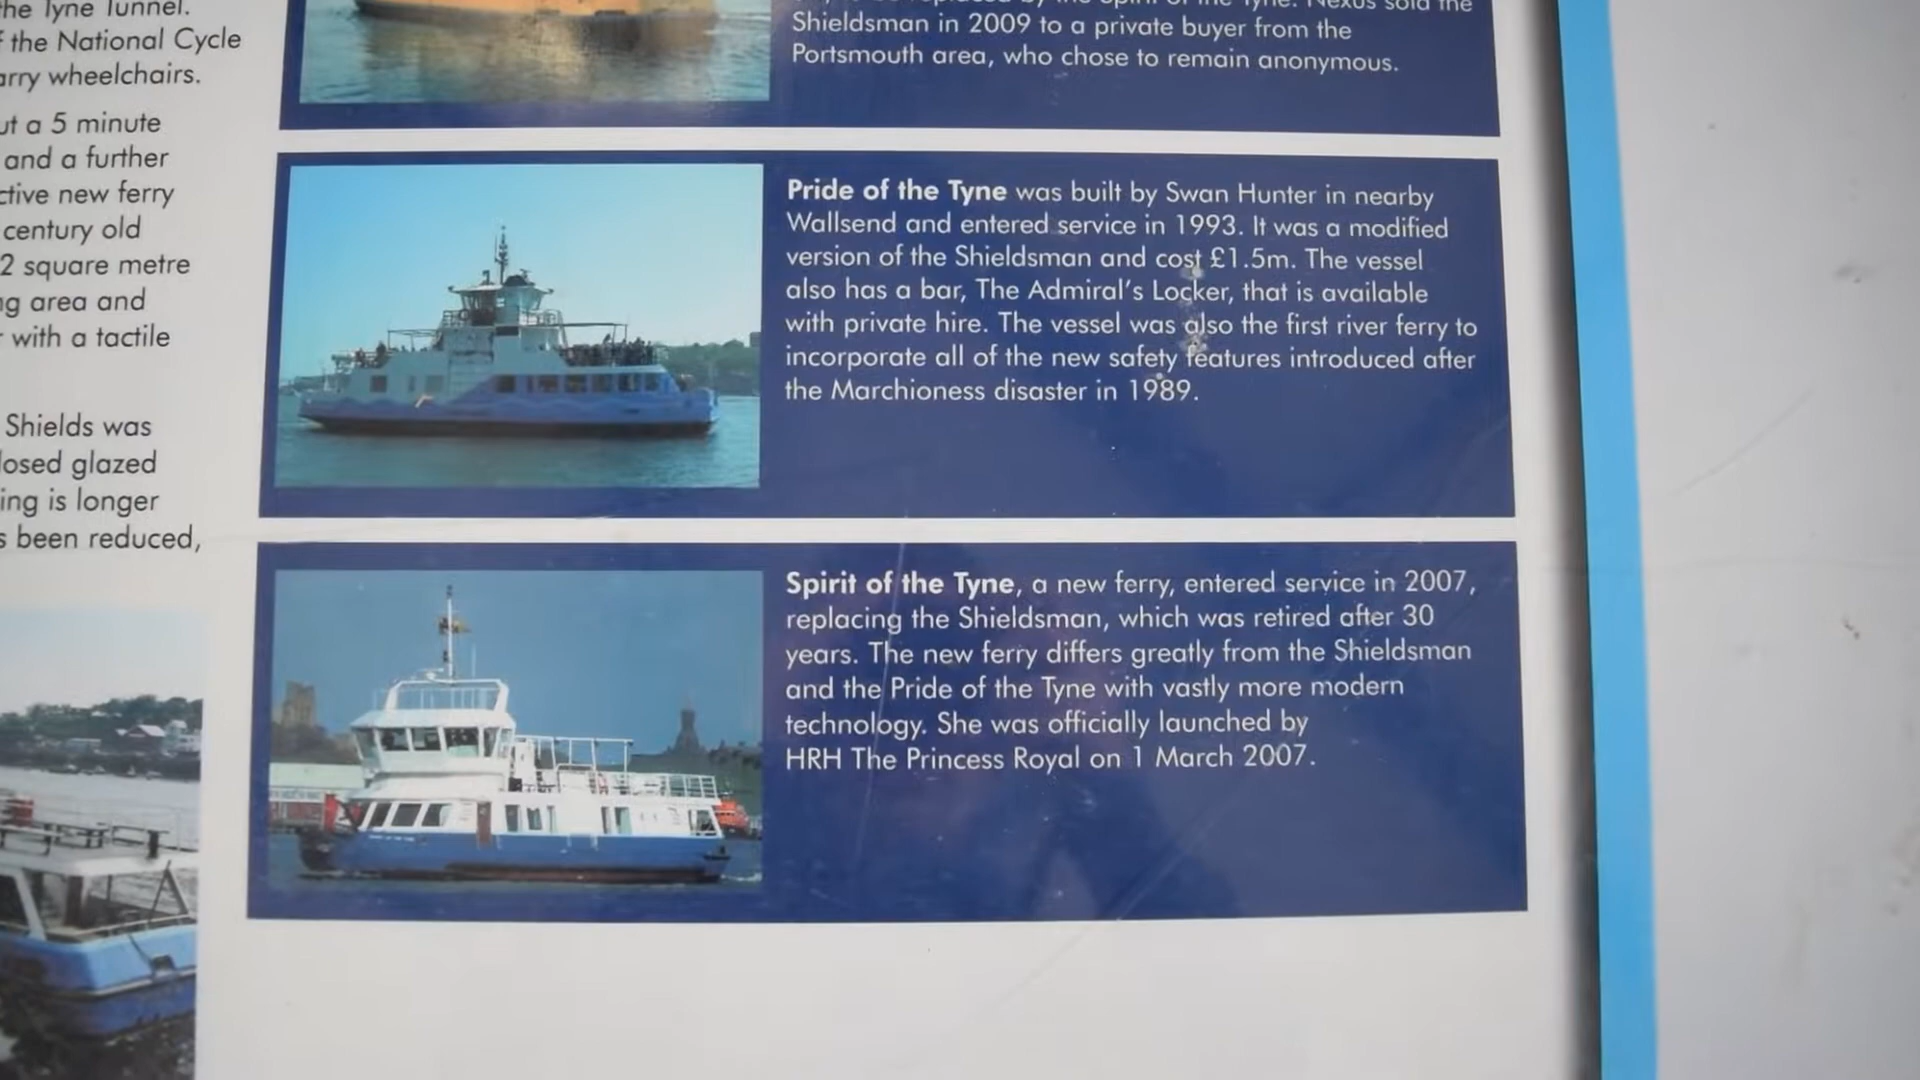 the Tyne Tunnel.
the National Cycle
arry wheelchairs.
ut a 5 minute
and a further
ctive new ferry
century old
2 square metre
ng area and
with a tactile
Shields was
losed glazed
ing is longer
s been reduced,
Nexus sold the
Shieldsman in 2009 to a private buyer from the
Portsmouth area, who chose to remain anonymous.
Pride of the Tyne was built by Swan Hunter in nearby
Wallsend and entered service in 1993. It was a modified
version of the Shieldsman and cost £1.5m. The vessel
also has a bar, The Admiral's Locker, that is available
with private hire. The vessel was also the first river ferry to
incorporate all of the new safety features introduced after
the Marchioness disaster in 1989.
Spirit of the Tyne, a new ferry, entered service in 2007,
replacing the Shieldsman, which was retired after 30
years. The new ferry differs greatly from the Shieldsman
and the Pride of the Tyne with vastly more modern
technology. She was officially launched by
HRH The Princess Royal on 1 March 2007.